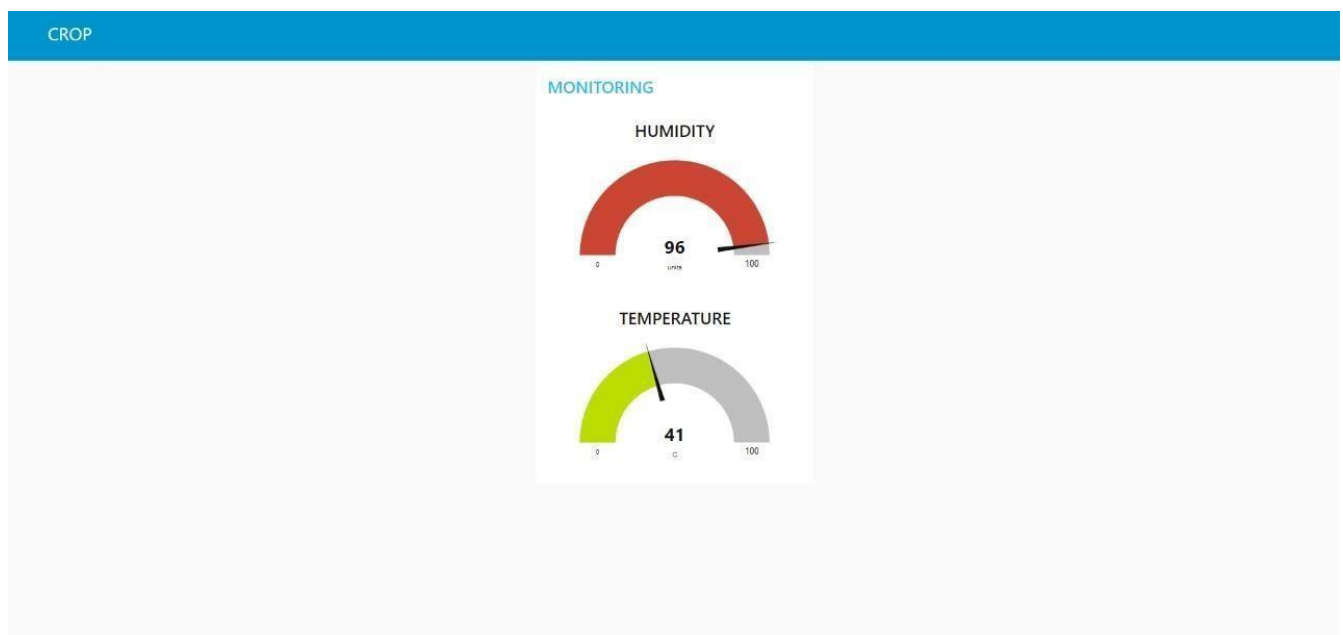 CROP
MONITORING
HUMIDITY
96
units
0
100
TEMPERATURE
41
C
0
100